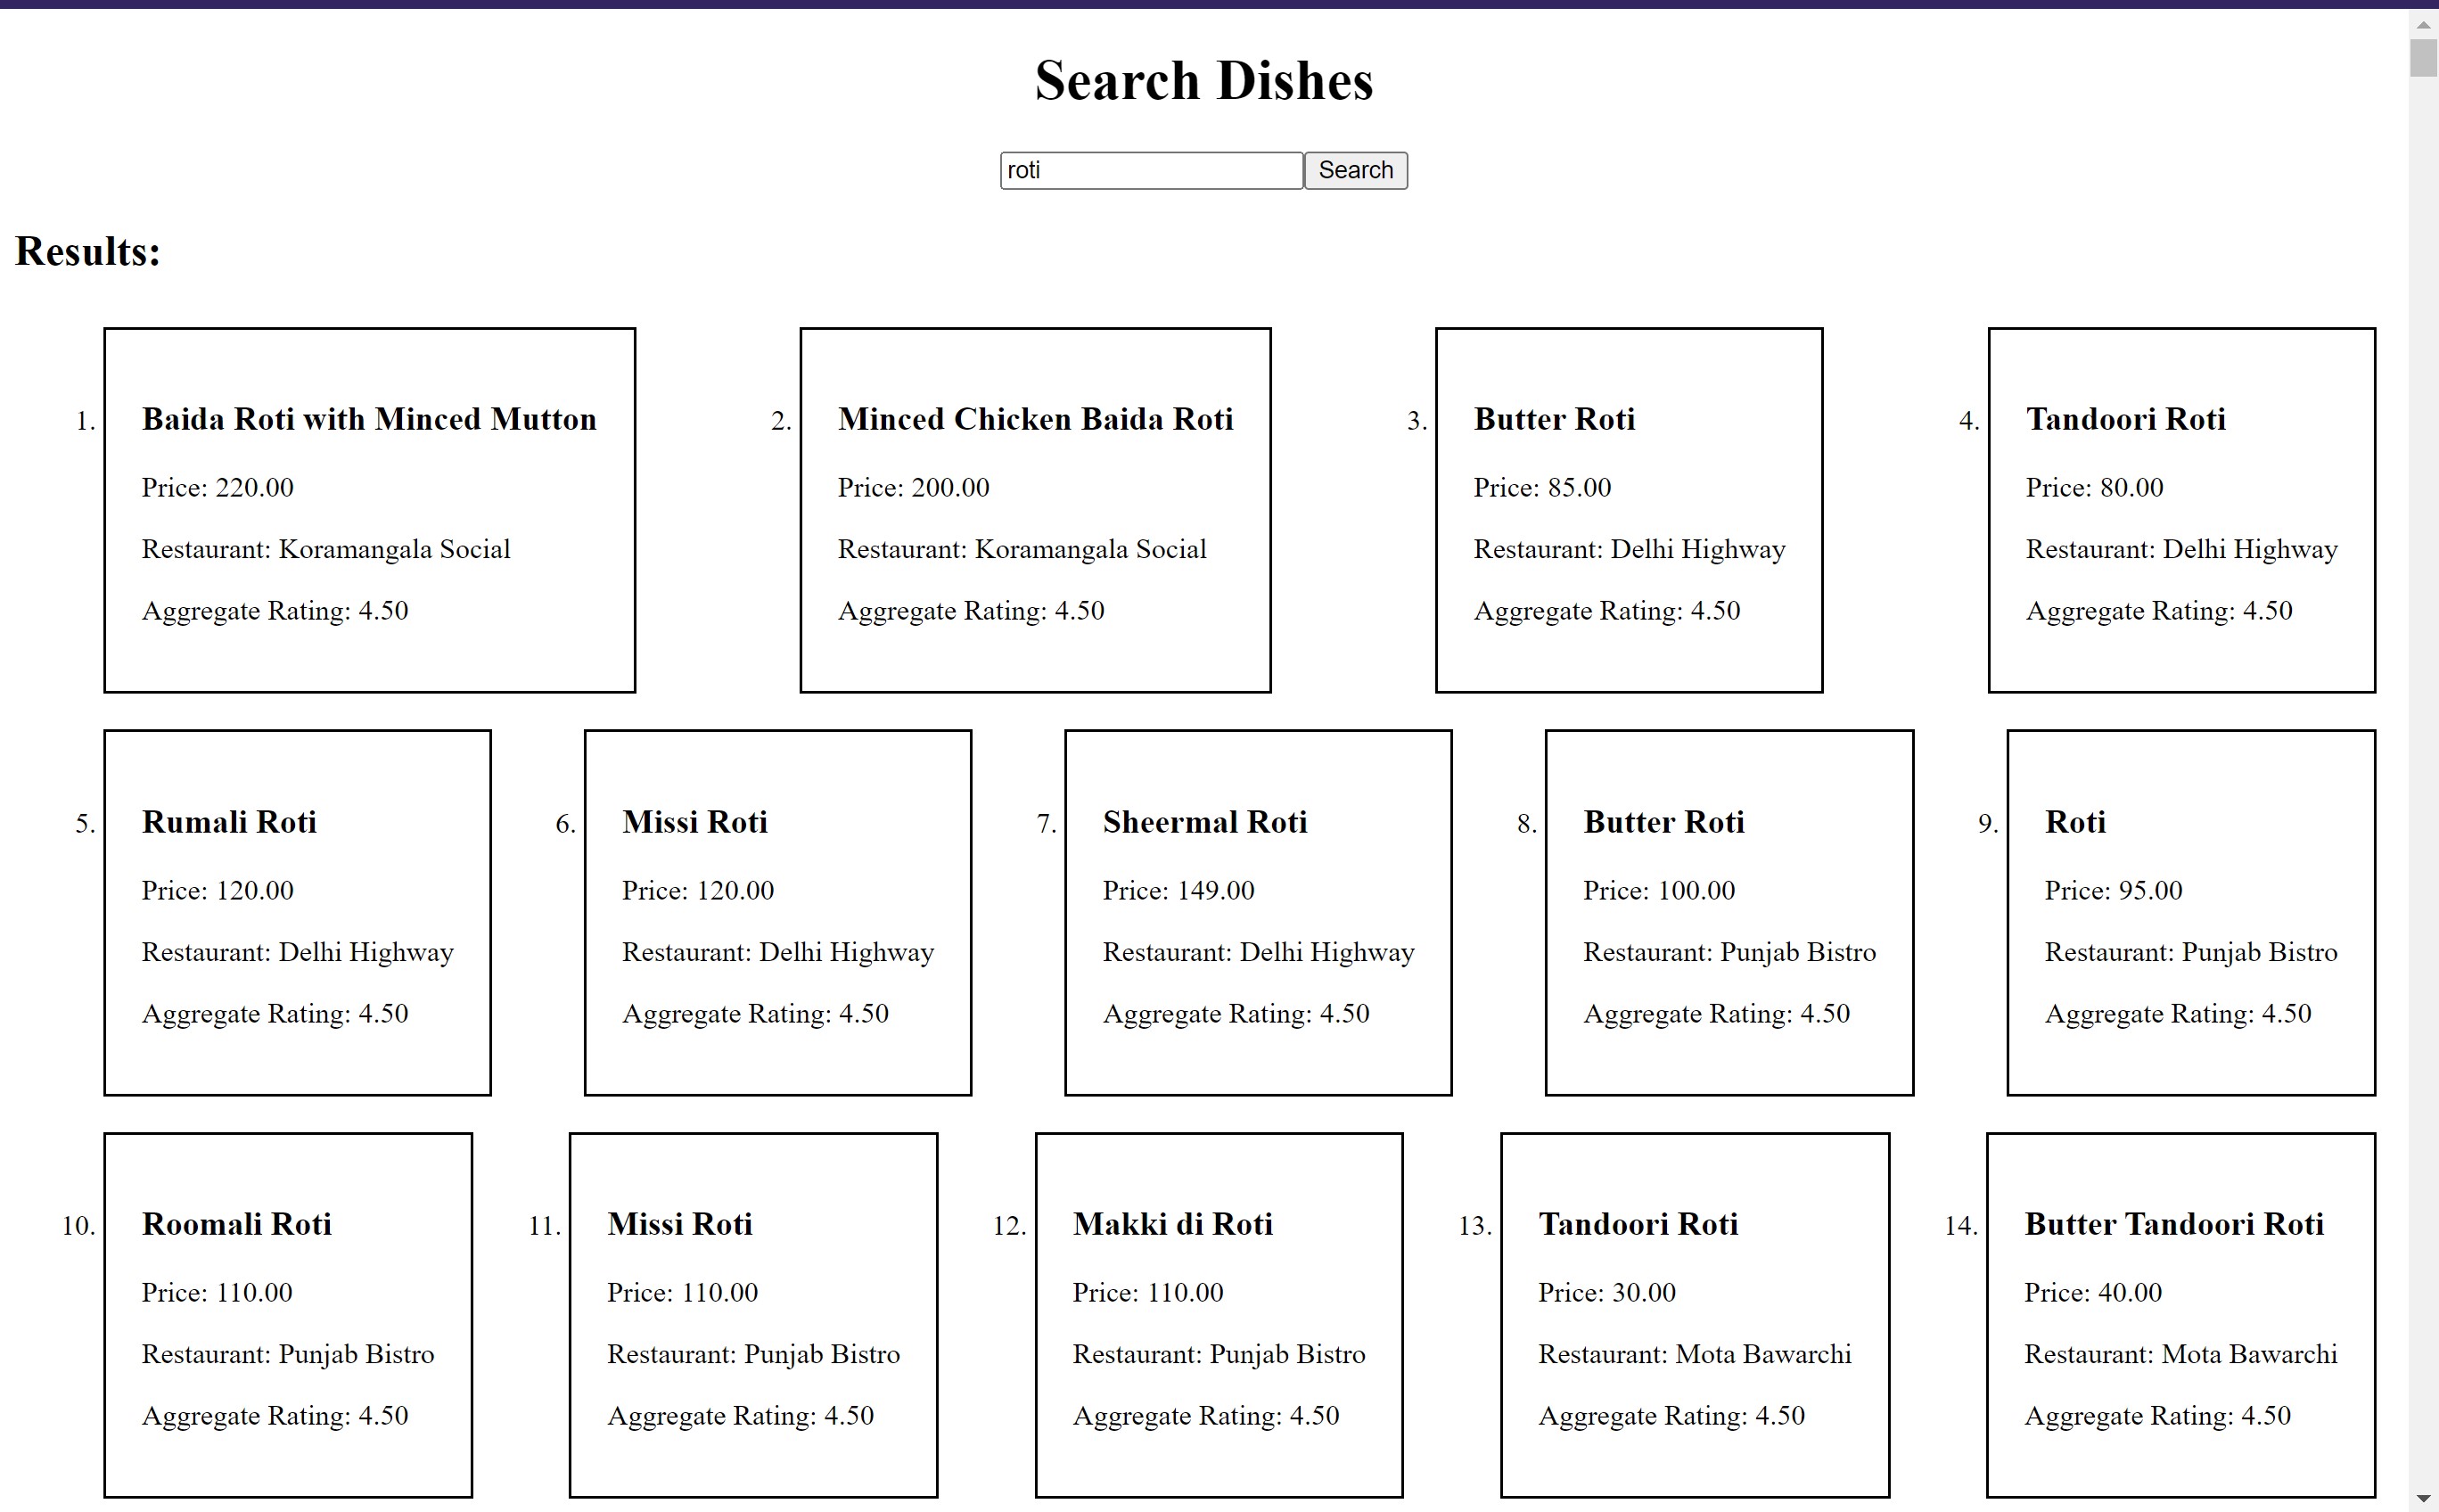 Search Dishes
roti
Search
Results:
1.
Baida Roti with Minced Mutton
Price: 220.00
Restaurant: Koramangala Social
Aggregate Rating: 4.50
2.
Minced Chicken Baida Roti
Price: 200.00
Restaurant: Koramangala Social
Aggregate Rating: 4.50
3.
Butter Roti
Price: 85.00
Restaurant: Delhi Highway
Aggregate Rating: 4.50
4.
Tandoori Roti
Price: 80.00
Restaurant: Delhi Highway
Aggregate Rating: 4.50
5.
Rumali Roti
Price: 120.00
Restaurant: Delhi Highway
Aggregate Rating: 4.50
6.
Missi Roti
Price: 120.00
Restaurant: Delhi Highway
Aggregate Rating: 4.50
7.
Sheermal Roti
Price: 149.00
Restaurant: Delhi Highway
Aggregate Rating: 4.50
8.
Butter Roti
Price: 100.00
Restaurant: Punjab Bistro
Aggregate Rating: 4.50
9.
Roti
Price: 95.00
Restaurant: Punjab Bistro
Aggregate Rating: 4.50
10.
Roomali Roti
Price: 110.00
Restaurant: Punjab Bistro
Aggregate Rating: 4.50
11.
Missi Roti
Price: 110.00
Restaurant: Punjab Bistro
Aggregate Rating: 4.50
12.
Makki di Roti
Price: 110.00
Restaurant: Punjab Bistro
Aggregate Rating: 4.50
13.
Tandoori Roti
Price: 30.00
Restaurant: Mota Bawarchi
Aggregate Rating: 4.50
14.
Butter Tandoori Roti
Price: 40.00
Restaurant: Mota Bawarchi
Aggregate Rating: 4.50